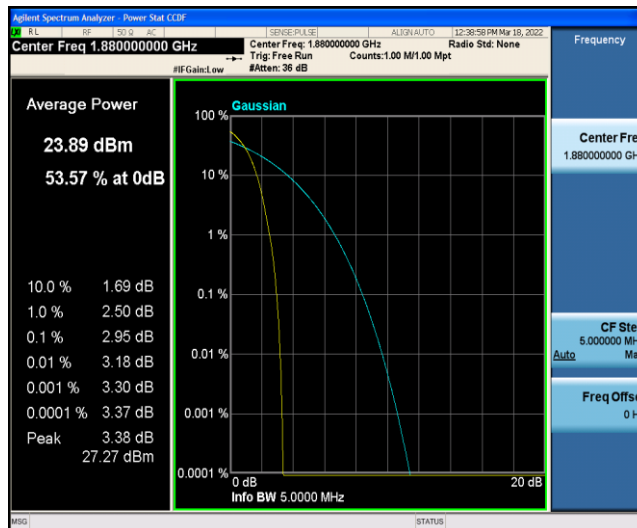 Agilent Spectrum Analyzer - Power Stat CCDF
RL RF 50 Ω AC SENSE:PULSE ALIGN AUTO 12:38:58 PM Mar 18, 2022
Center Freq 1.880000000 GHz
Center Freq: 1.880000000 GHz Radio Std: None
Trig: Free Run Counts:1.00 M/1.00 Mpt
#IFGain:Low #Atten: 36 dB
Frequency
Average Power
23.89 dBm
53.57 % at 0dB
10.0 % 1.69 dB
1.0 % 2.50 dB
0.1 % 2.95 dB
0.01 % 3.18 dB
0.001 % 3.30 dB
0.0001 % 3.37 dB
Peak 3.38 dB
27.27 dBm
Gaussian
100 %
10 %
1 %
0.1 %
0.01 %
0.001 %
0.0001 %
0 dB 20 dB
Info BW 5.0000 MHz
Center Fre
1.880000000 GH
CF Ste
5.000000 MH
Auto Ma
Freq Offse
0 H
MSG STATUS